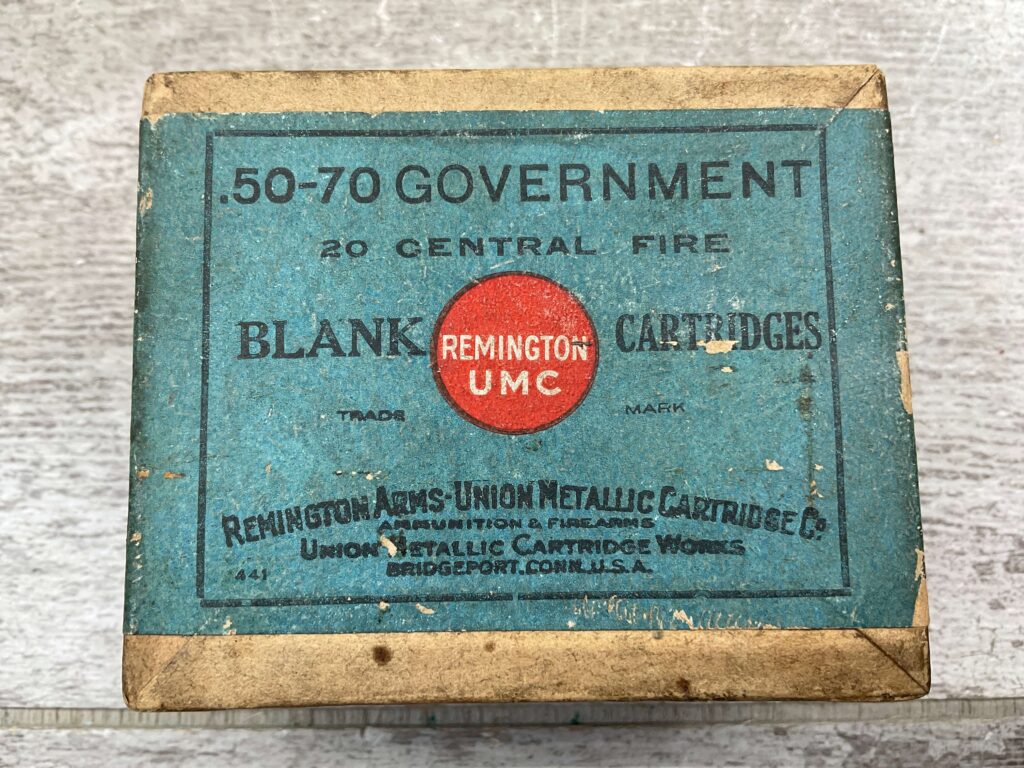 .50-70 GOVERNMENT
20 CENTRAL FIRE
BLANK REMINGTON UMC CARTRIDGES
TRADE MARK
REMINGTON ARMS-UNION METALLIC CARTRIDGE Co.
AMMUNITION & FIREARMS
UNION METALLIC CARTRIDGE WORKS
441 BRIDGEPORT, CONN. U.S.A.